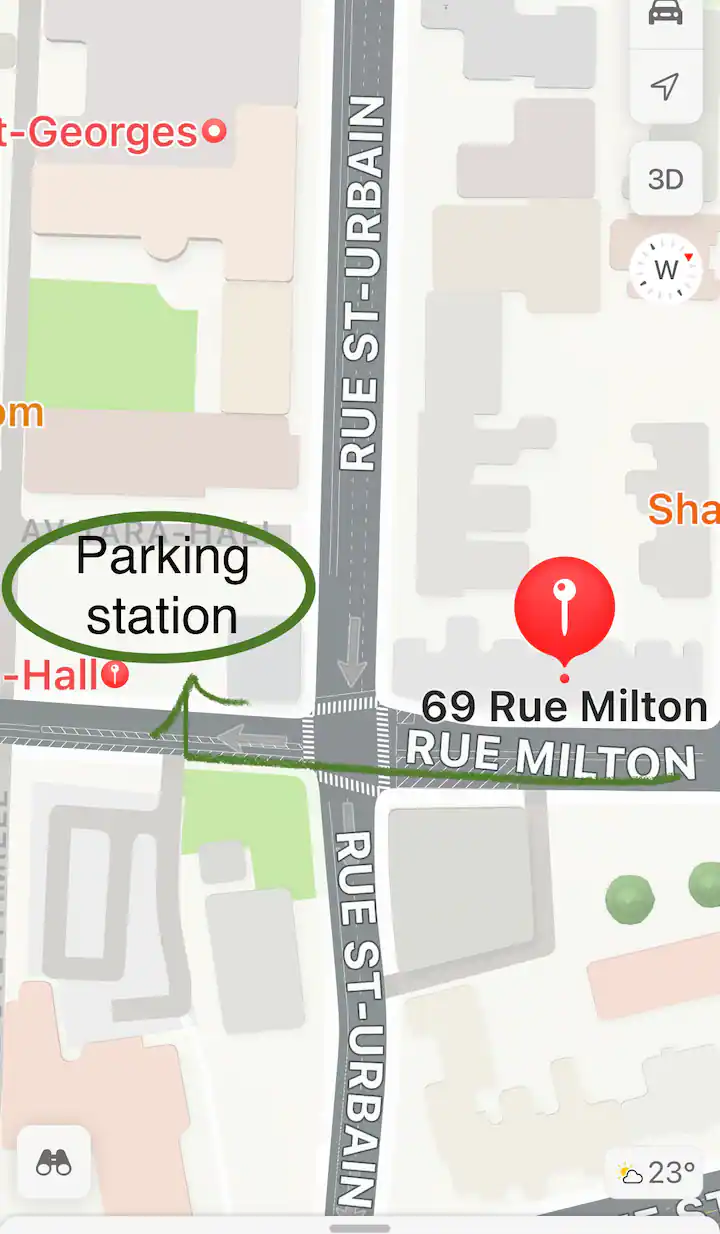 t-Georges
3D
RUE ST-URBAIN
W
om
Sha
Parking
station
-Hall
69 Rue Milton
RUE MILTON
RUE ST-URBAIN
23°